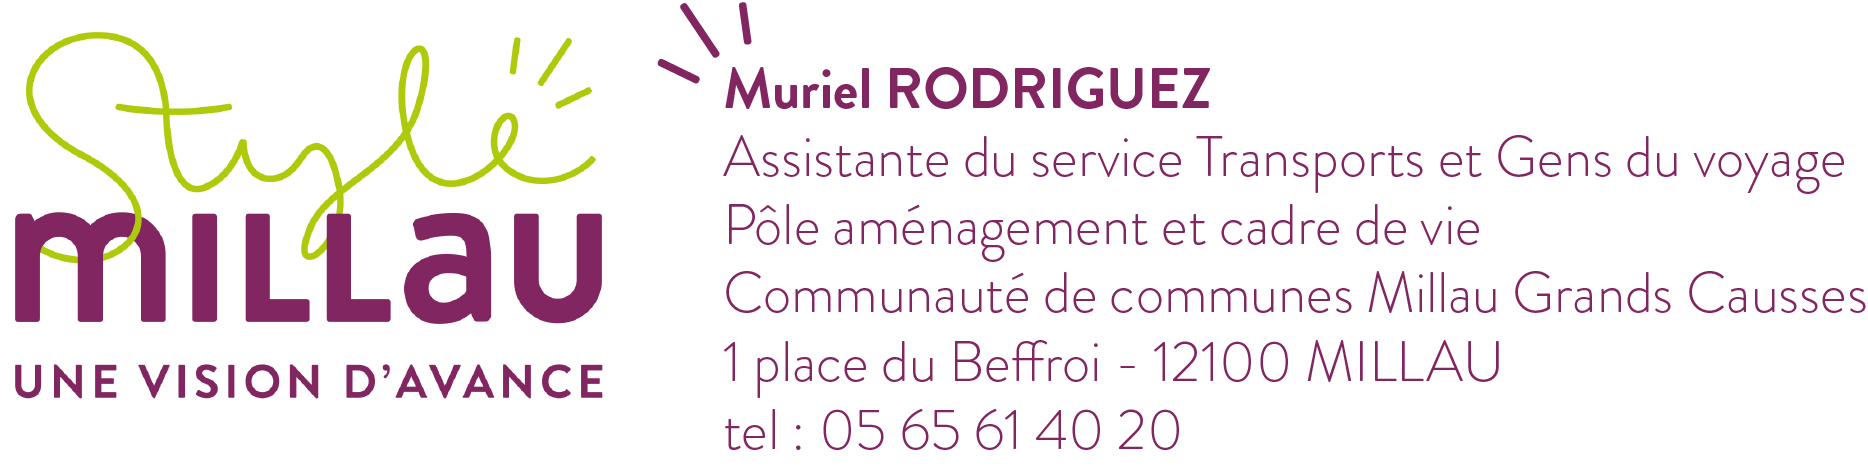 Stylé
MILLAU
UNE VISION D'AVANCE
Muriel RODRIGUEZ
Assistante du service Transports et Gens du voyage
Pôle aménagement et cadre de vie
Communauté de communes Millau Grands Causses
1 place du Beffroi - 12100 MILLAU
tel : 05 65 61 40 20